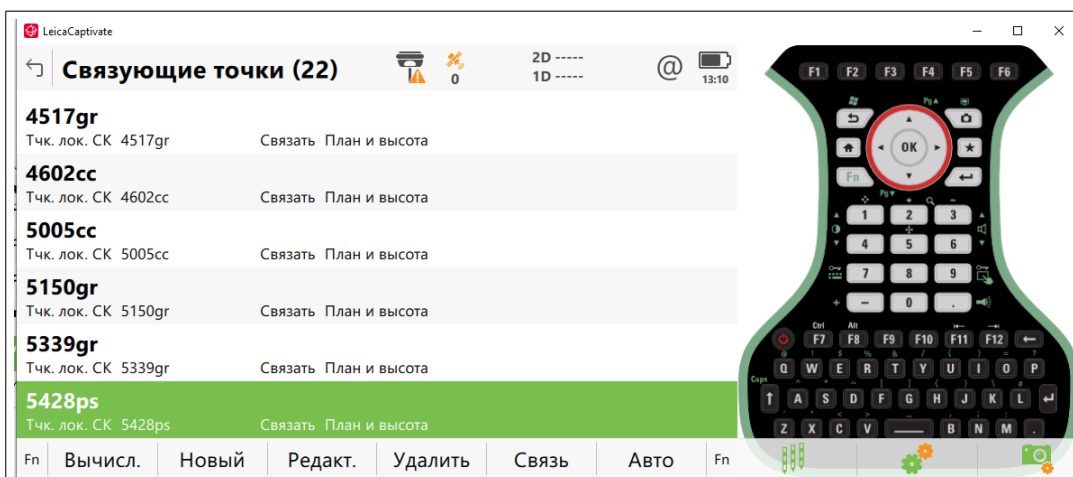 LeicaCaptivate
Связующие точки (22)
0
2D -----
1D -----
@
13:10
4517gr
Тчк. лок. СК 4517gr Связать План и высота
4602cc
Тчк. лок. СК 4602cc Связать План и высота
5005cc
Тчк. лок. СК 5005cc Связать План и высота
5150gr
Тчк. лок. СК 5150gr Связать План и высота
5339gr
Тчк. лок. СК 5339gr Связать План и высота
5428ps
Тчк. лок. СК 5428ps Связать План и высота
Fn Вычисл. Новый Редакт. Удалить Связь Авто Fn
F1 F2 F3 F4 F5 F6
Pg
OK
Fn
Pg
1 2 3
4 5 6
7 8 9
+ - 0 .
Ctrl Alt
F7 F8 F9 F10 F11 F12
Q W E R T Y U I O P
Caps
A S D F G H J K L
Z X C V B N M .